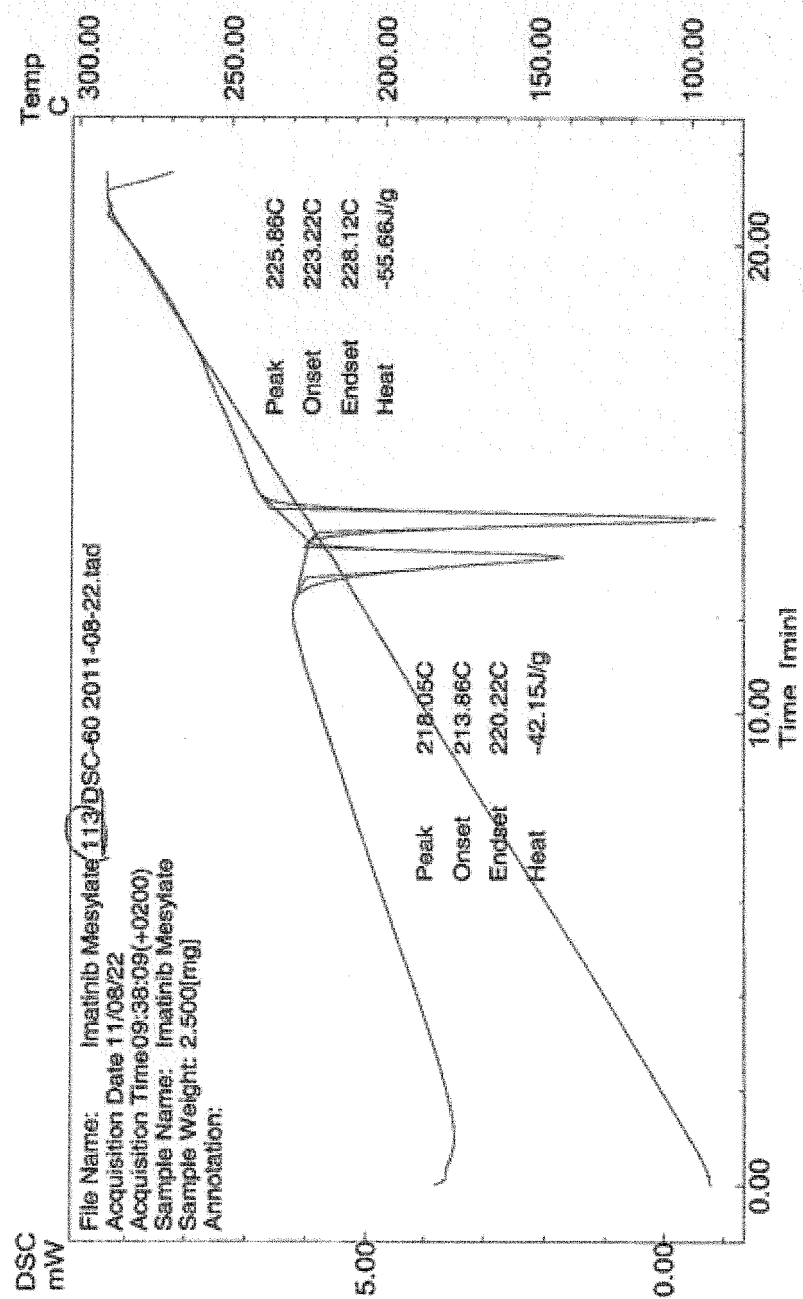 DSC
mW
Temp
C
File Name: Imatinib Mesylate 113/DSC-60 2011-08-22.tad
Acquisition Date 11/08/22
Acquisition Time09:38:09(+0200)
Sample Name: Imatinib Mesylate
Sample Weight: 2.500[mg]
Annotation:
300.00
250.00
200.00
150.00
100.00
5.00
0.00
Peak 225.86C
Onset 223.22C
Endset 228.12C
Heat -55.66J/g
Peak 218.05C
Onset 213.86C
Endset 220.22C
Heat -42.15J/g
0.00
10.00
20.00
Time [min]